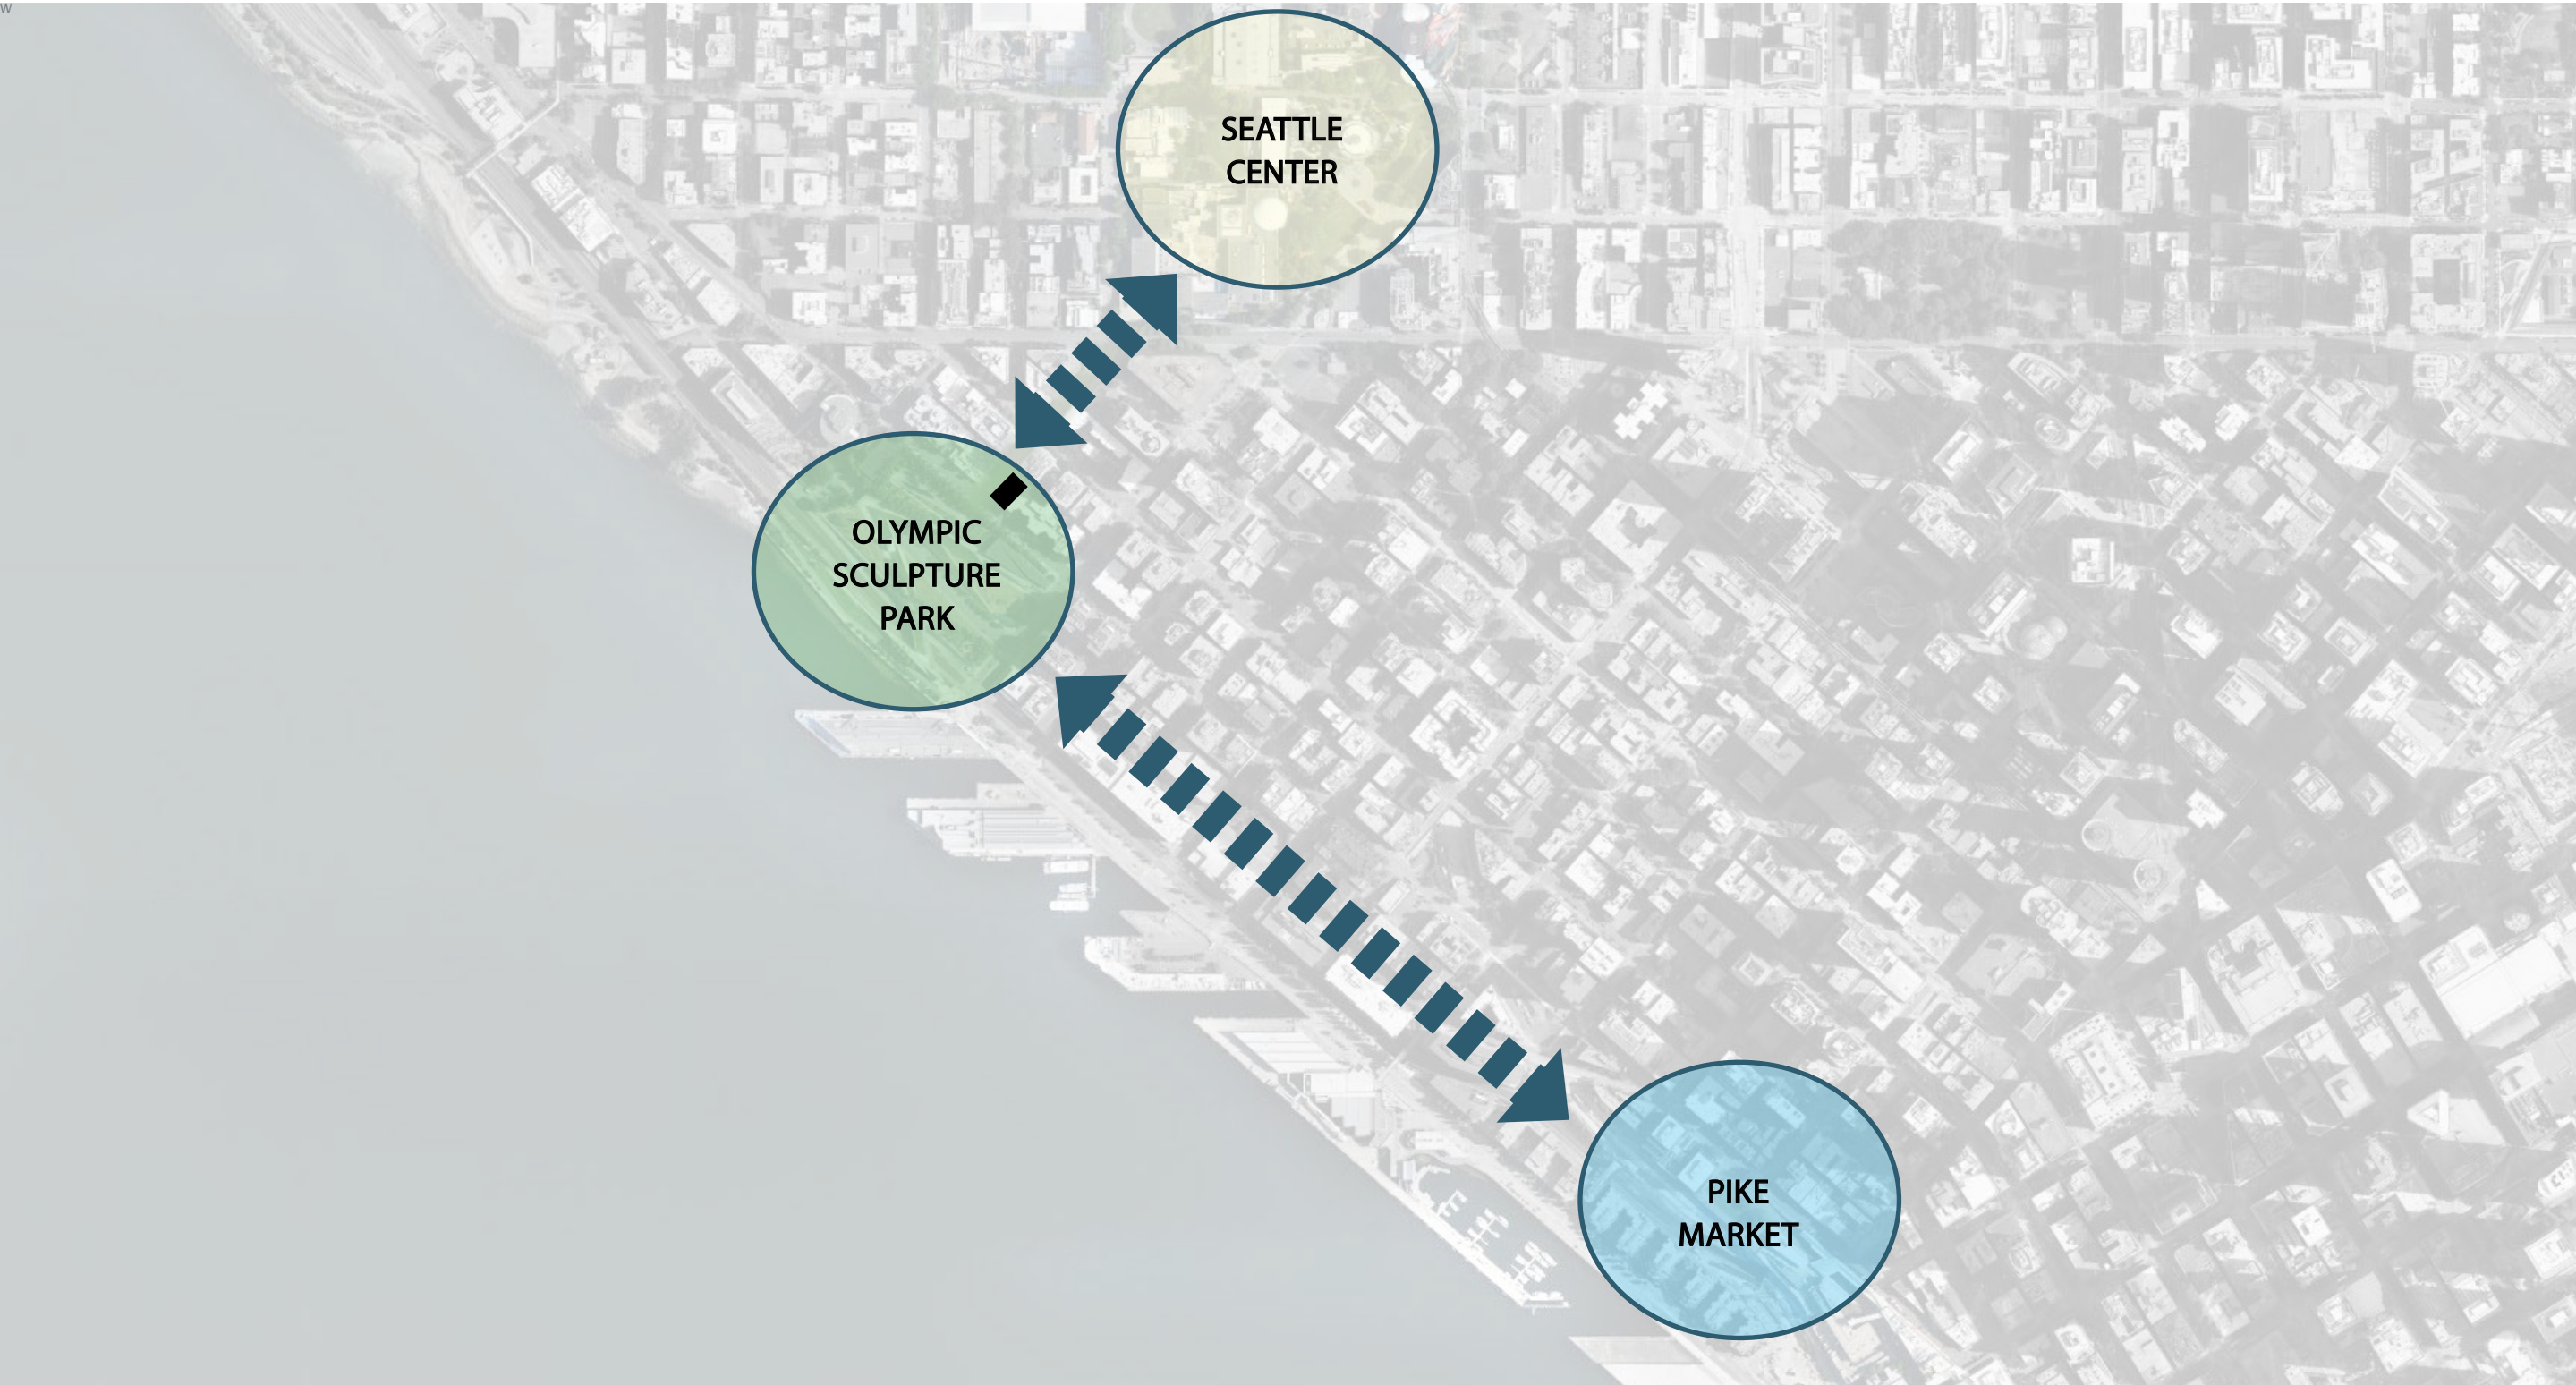 W
SEATTLE
CENTER
OLYMPIC
SCULPTURE
PARK
PIKE
MARKET